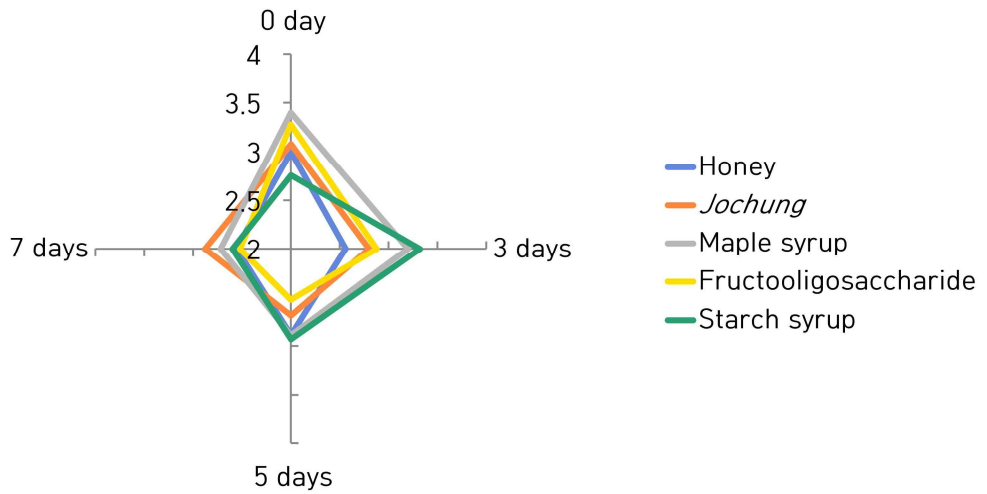 0 day
4
3.5
3
2.5
2
7 days
3 days
5 days
Honey
Jochung
Maple syrup
Fructooligosaccharide
Starch syrup